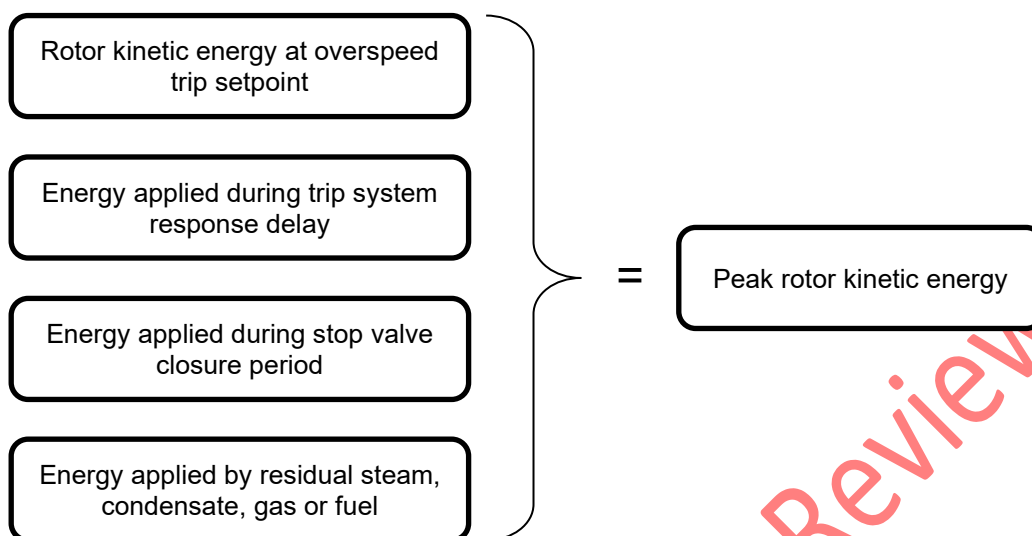 Rotor kinetic energy at overspeed
trip setpoint
Energy applied during trip system
response delay
Energy applied during stop valve
closure period
Energy applied by residual steam,
condensate, gas or fuel
=
Peak rotor kinetic energy
Review